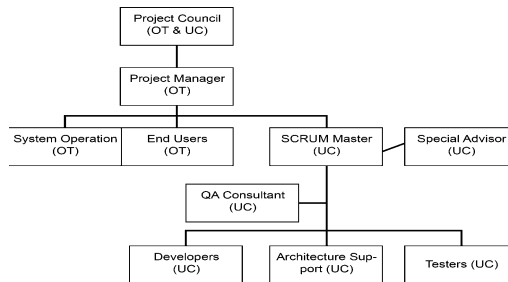 Project Council
(OT & UC)
Project Manager
(OT)
System Operation
(OT)
End Users
(OT)
SCRUM Master
(UC)
Special Advisor
(UC)
QA Consultant
(UC)
Developers
(UC)
Architecture Sup-
port (UC)
Testers (UC)